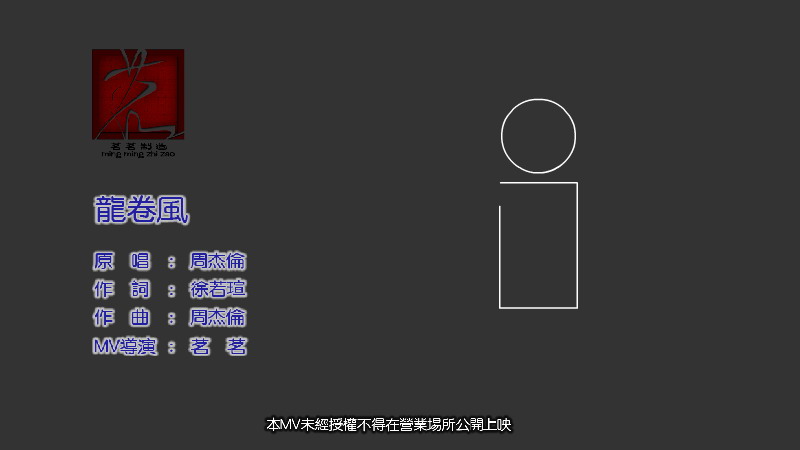 茗
茗茗製造
ming ming zhi zao
龍卷風
原 唱 : 周杰倫
作 詞 : 徐若瑄
作 曲 : 周杰倫
MV導演 : 茗 茗
本MV未經授權不得在營業場所公開上映